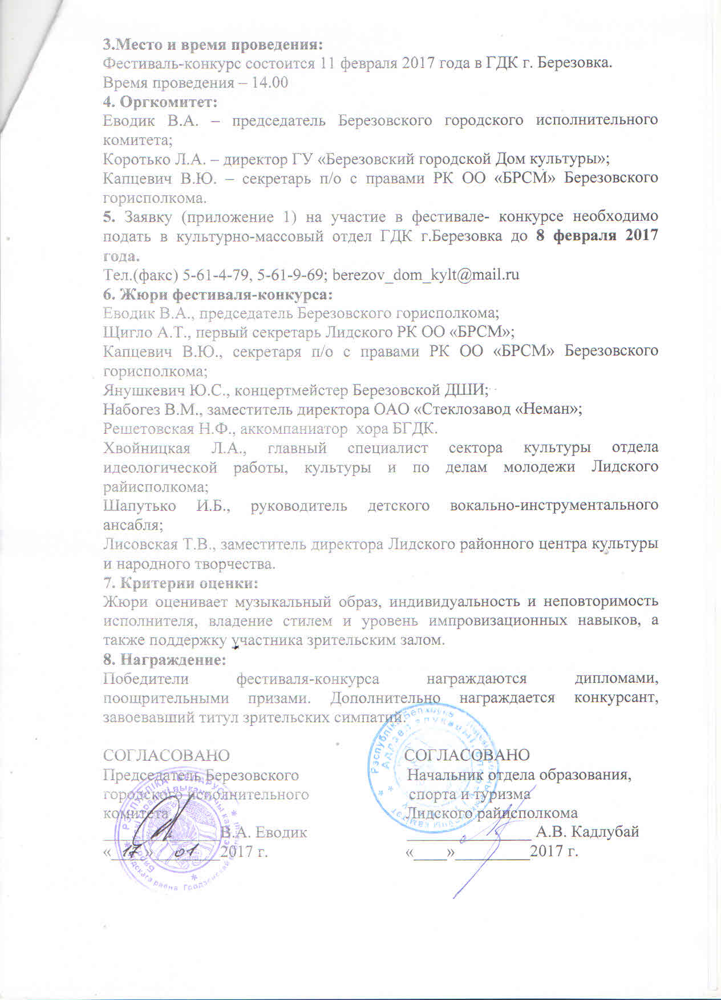 3.Место и время проведения:
Фестиваль-конкурс состоится 11 февраля 2017 года в ГДК г. Березовка.
Время проведения – 14.00
4. Оргкомитет:
Еводик В.А. – председатель Березовского городского исполнительного
комитета;
Коротько Л.А. – директор ГУ «Березовский городской Дом культуры»;
Капцевич В.Ю. – секретарь п/о с правами РК ОО «БРСМ» Березовского
горисполкома.
5. Заявку (приложение 1) на участие в фестивале- конкурсе необходимо
подать в культурно-массовый отдел ГДК г.Березовка до 8 февраля 2017
года.
Тел.(факс) 5-61-4-79, 5-61-9-69; berezov_dom_kylt@mail.ru
6. Жюри фестиваля-конкурса:
Еводик В.А., председатель Березовского горисполкома;
Щигло А.Т., первый секретарь Лидского РК ОО «БРСМ»;
Капцевич В.Ю., секретаря п/о с правами РК ОО «БРСМ» Березовского
горисполкома;
Янушкевич Ю.С., концертмейстер Березовской ДШИ;
Набогез В.М., заместитель директора ОАО «Стеклозавод «Неман»;
Решетовская Н.Ф., аккомпаниатор хора БГДК.
Хвойницкая Л.А., главный специалист сектора культуры отдела
идеологической работы, культуры и по делам молодежи Лидского
райисполкома;
Шапутько И.Б., руководитель детского вокально-инструментального
ансабля;
Лисовская Т.В., заместитель директора Лидского районного центра культуры
и народного творчества.
7. Критерии оценки:
Жюри оценивает музыкальный образ, индивидуальность и неповторимость
исполнителя, владение стилем и уровень импровизационных навыков, а
также поддержку участника зрительским залом.
8. Награждение:
Победители фестиваля-конкурса награждаются дипломами,
поощрительными призами. Дополнительно награждается конкурсант,
завоевавший титул зрительских симпатий.
СОГЛАСОВАНО
Председатель Березовского
городского исполнительного
комитета
______________В.А. Еводик
«_17_»___01___2017 г.
СОГЛАСОВАНО
Начальник отдела образования,
спорта и туризма
Лидского райисполкома
_______________ А.В. Кадлубай
«____»_________2017 г.
РЭСПУБЛІКА БЕЛАРУСЬ
Рэспубліка Беларусь